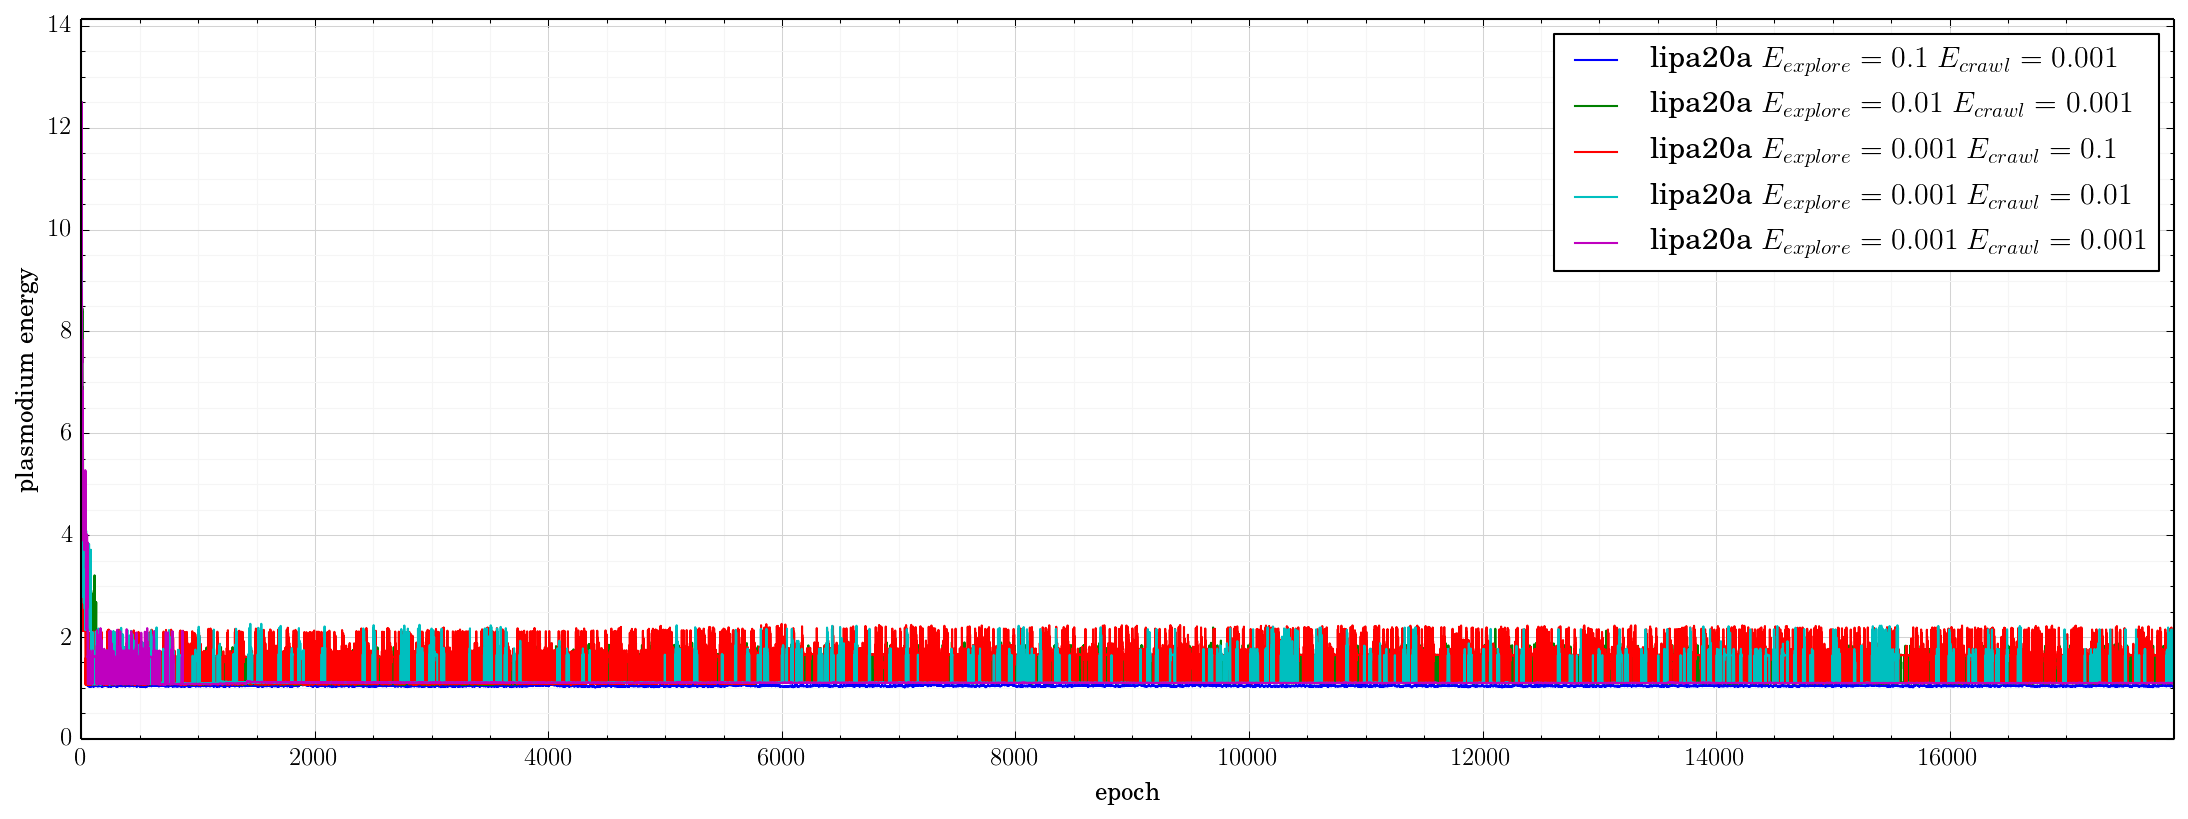 14
12
10
8
6
4
2
0
plasmodium energy
lipa20a E_explore = 0.1 E_crawl = 0.001
lipa20a E_explore = 0.01 E_crawl = 0.001
lipa20a E_explore = 0.001 E_crawl = 0.1
lipa20a E_explore = 0.001 E_crawl = 0.01
lipa20a E_explore = 0.001 E_crawl = 0.001
0 2000 4000 6000 8000 10000 12000 14000 16000
epoch